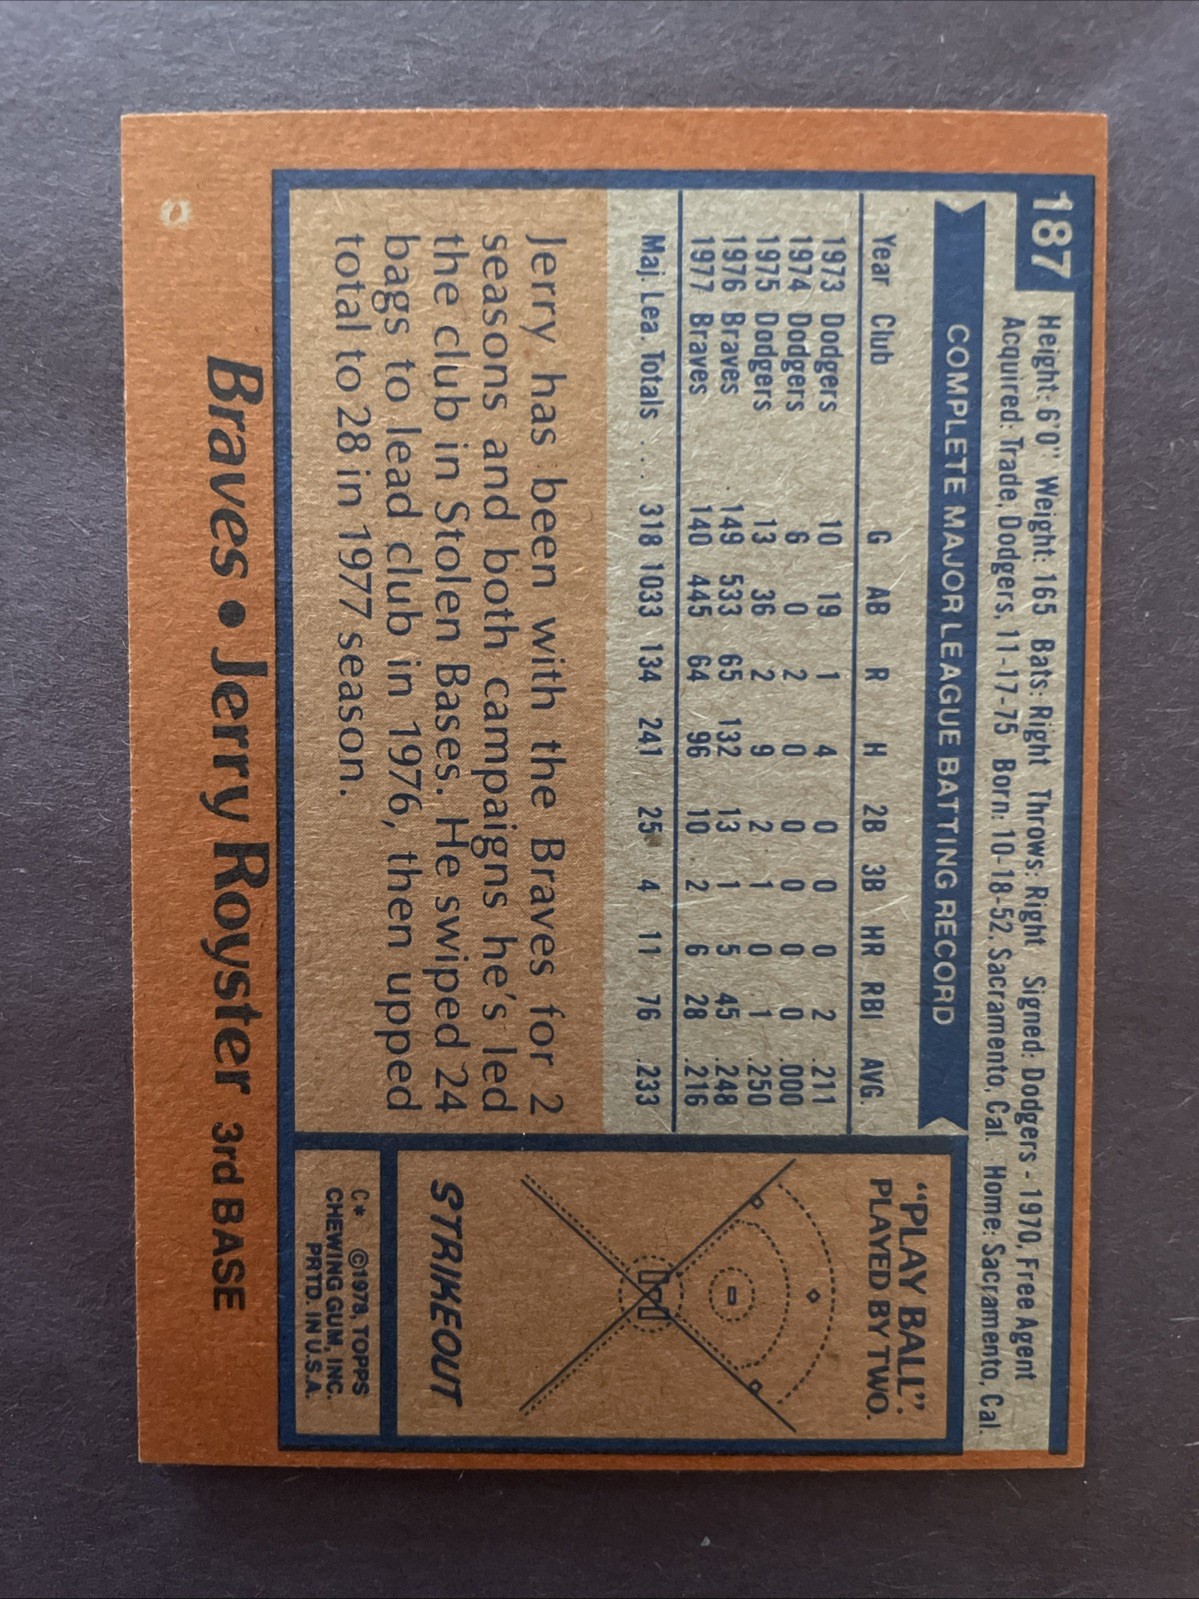 187
Height: 6'0" Weight: 165 Bats: Right Throws: Right Signed: Dodgers - 1970, Free Agent
Acquired: Trade, Dodgers, 11-17-75 Born: 10-18-52, Sacramento, Cal. Home: Sacramento, Cal.
COMPLETE MAJOR LEAGUE BATTING RECORD
Year Club G AB R H 2B 3B HR RBI AVG.
1973 Dodgers 10 19 1 4 0 0 0 2 .211
1974 Dodgers 6 0 2 0 0 0 0 0 .000
1975 Dodgers 13 36 2 9 2 1 0 1 .250
1976 Braves 149 533 65 132 13 1 5 45 .248
1977 Braves 140 445 64 96 10 2 6 28 .216
Maj. Lea. Totals ... 318 1033 134 241 25 4 11 76 .233
Jerry has been with the Braves for 2
seasons and both campaigns he's led
the club in Stolen Bases. He swiped 24
bags to lead club in 1976, then upped
total to 28 in 1977 season.
"PLAY BALL":
PLAYED BY TWO.
STRIKEOUT
C* ©1978, TOPPS
CHEWING GUM, INC.
PRTD. IN U.S.A.
Braves • Jerry Royster 3rd BASE